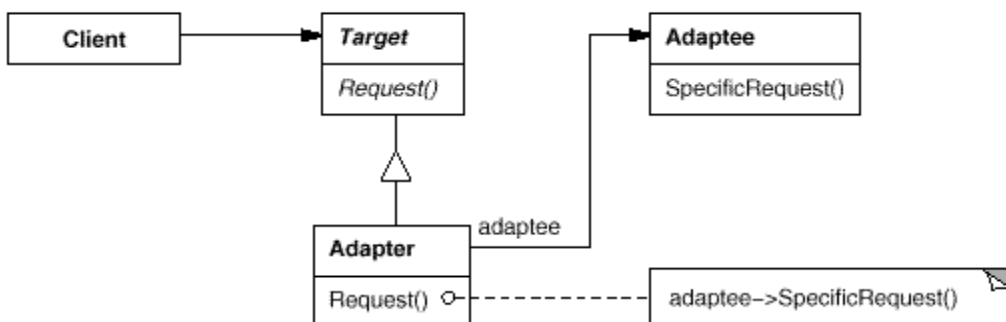 Client
Target
Request()
Adaptee
SpecificRequest()
adaptee
Adapter
Request()
adaptee->SpecificRequest()